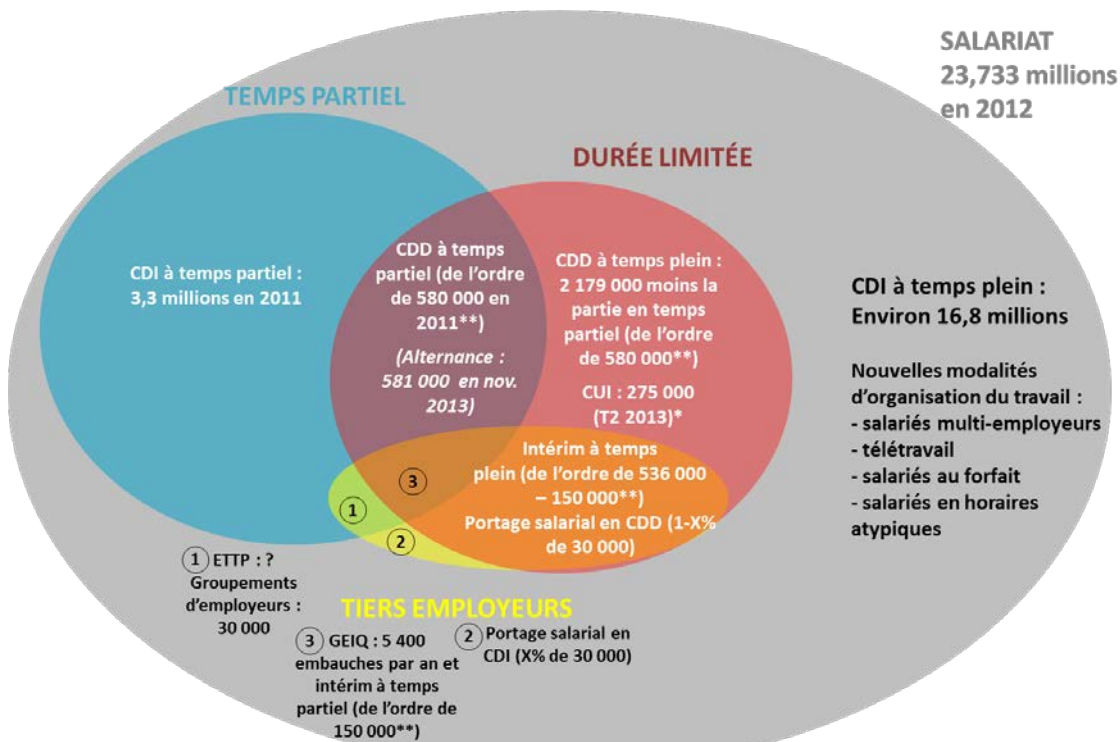 SALARIAT
23,733 millions
en 2012
TEMPS PARTIEL
DURÉE LIMITÉE
CDI à temps partiel :
3,3 millions en 2011
CDD à temps
partiel (de l’ordre
de 580 000 en
2011**)
(Alternance :
581 000 en nov.
2013)
CDD à temps plein :
2 179 000 moins la
partie en temps
partiel (de l’ordre
de 580 000**)
CUI : 275 000
(T2 2013)*
Intérim à temps
plein (de l’ordre de 536 000
– 150 000**)
Portage salarial en CDD (1-X%
de 30 000)
CDI à temps plein :
Environ 16,8 millions
Nouvelles modalités
d’organisation du travail :
- salariés multi-employeurs
- télétravail
- salariés au forfait
- salariés en horaires
atypiques
3
1
2
1 ETTP : ?
Groupements
d’employeurs :
30 000
TIERS EMPLOYEURS
3 GEIQ : 5 400
embauches par an et
intérim à temps
partiel (de l’ordre de
150 000**)
2 Portage salarial en
CDI (X% de 30 000)